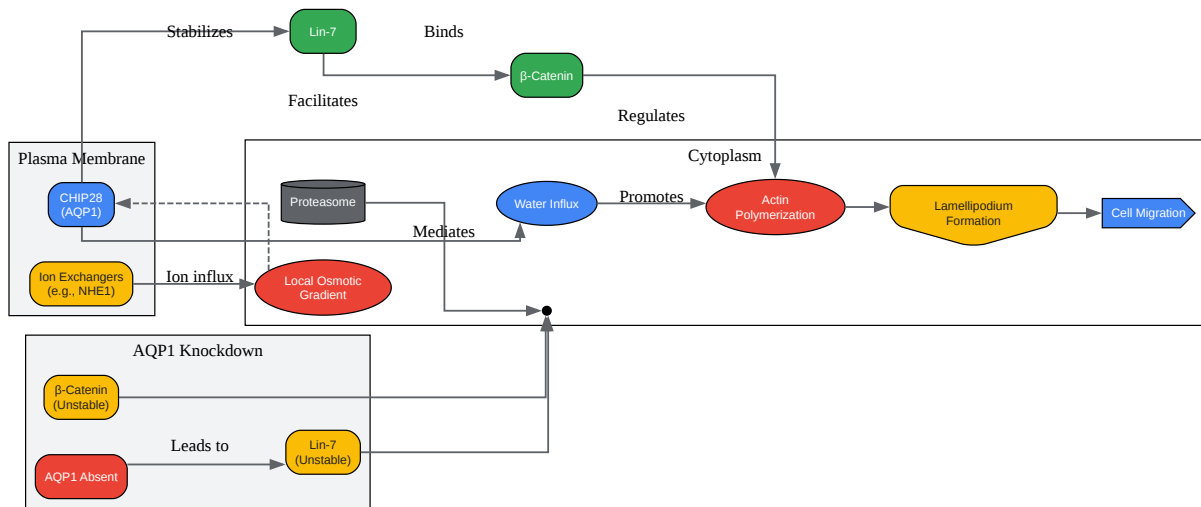 Stabilizes
Lin-7
Binds
β-Catenin
Facilitates
Regulates
Plasma Membrane
Cytoplasm
CHIP28
(AQP1)
Proteasome
Water Influx
Promotes
Actin
Polymerization
Lamellipodium
Formation
Cell Migration
Mediates
Ion Exchangers
(e.g., NHE1)
Ion influx
Local Osmotic
Gradient
AQP1 Knockdown
β-Catenin
(Unstable)
Leads to
Lin-7
(Unstable)
AQP1 Absent